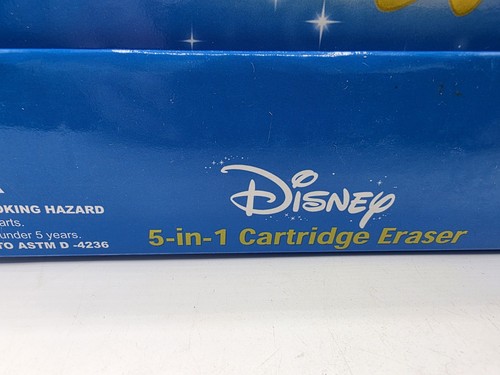 OKING HAZARD
arts.
under 5 years.
TO ASTM D -4236
Disney
5-in-1 Cartridge Eraser